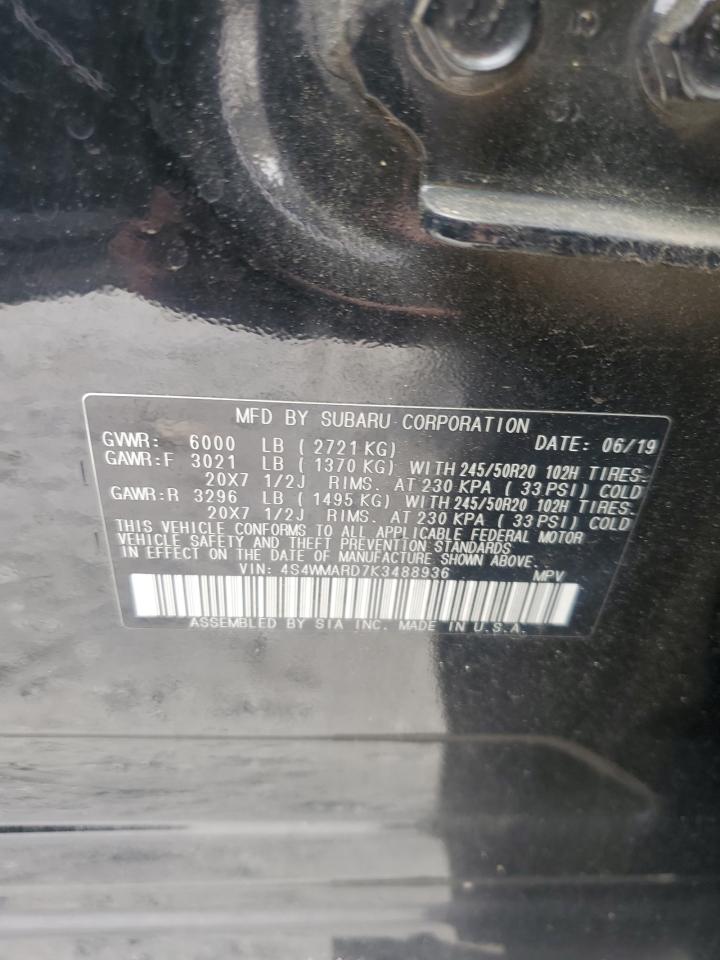 MFD BY SUBARU CORPORATION
GVWR: 6000 LB ( 2721 KG) DATE: 06/19
GAWR:F 3021 LB ( 1370 KG) WITH 245/50R20 102H TIRES.
20X7 1/2J RIMS. AT 230 KPA ( 33 PSI) COLD
GAWR:R 3296 LB ( 1495 KG) WITH 245/50R20 102H TIRES.
20X7 1/2J RIMS. AT 230 KPA ( 33 PSI) COLD
THIS VEHICLE CONFORMS TO ALL APPLICABLE FEDERAL MOTOR
VEHICLE SAFETY AND THEFT PREVENTION STANDARDS
IN EFFECT ON THE DATE OF MANUFACTURE SHOWN ABOVE.
VIN: 4S4WMARD7K3488936 MPV
ASSEMBLED BY SIA INC. MADE IN U.S.A.